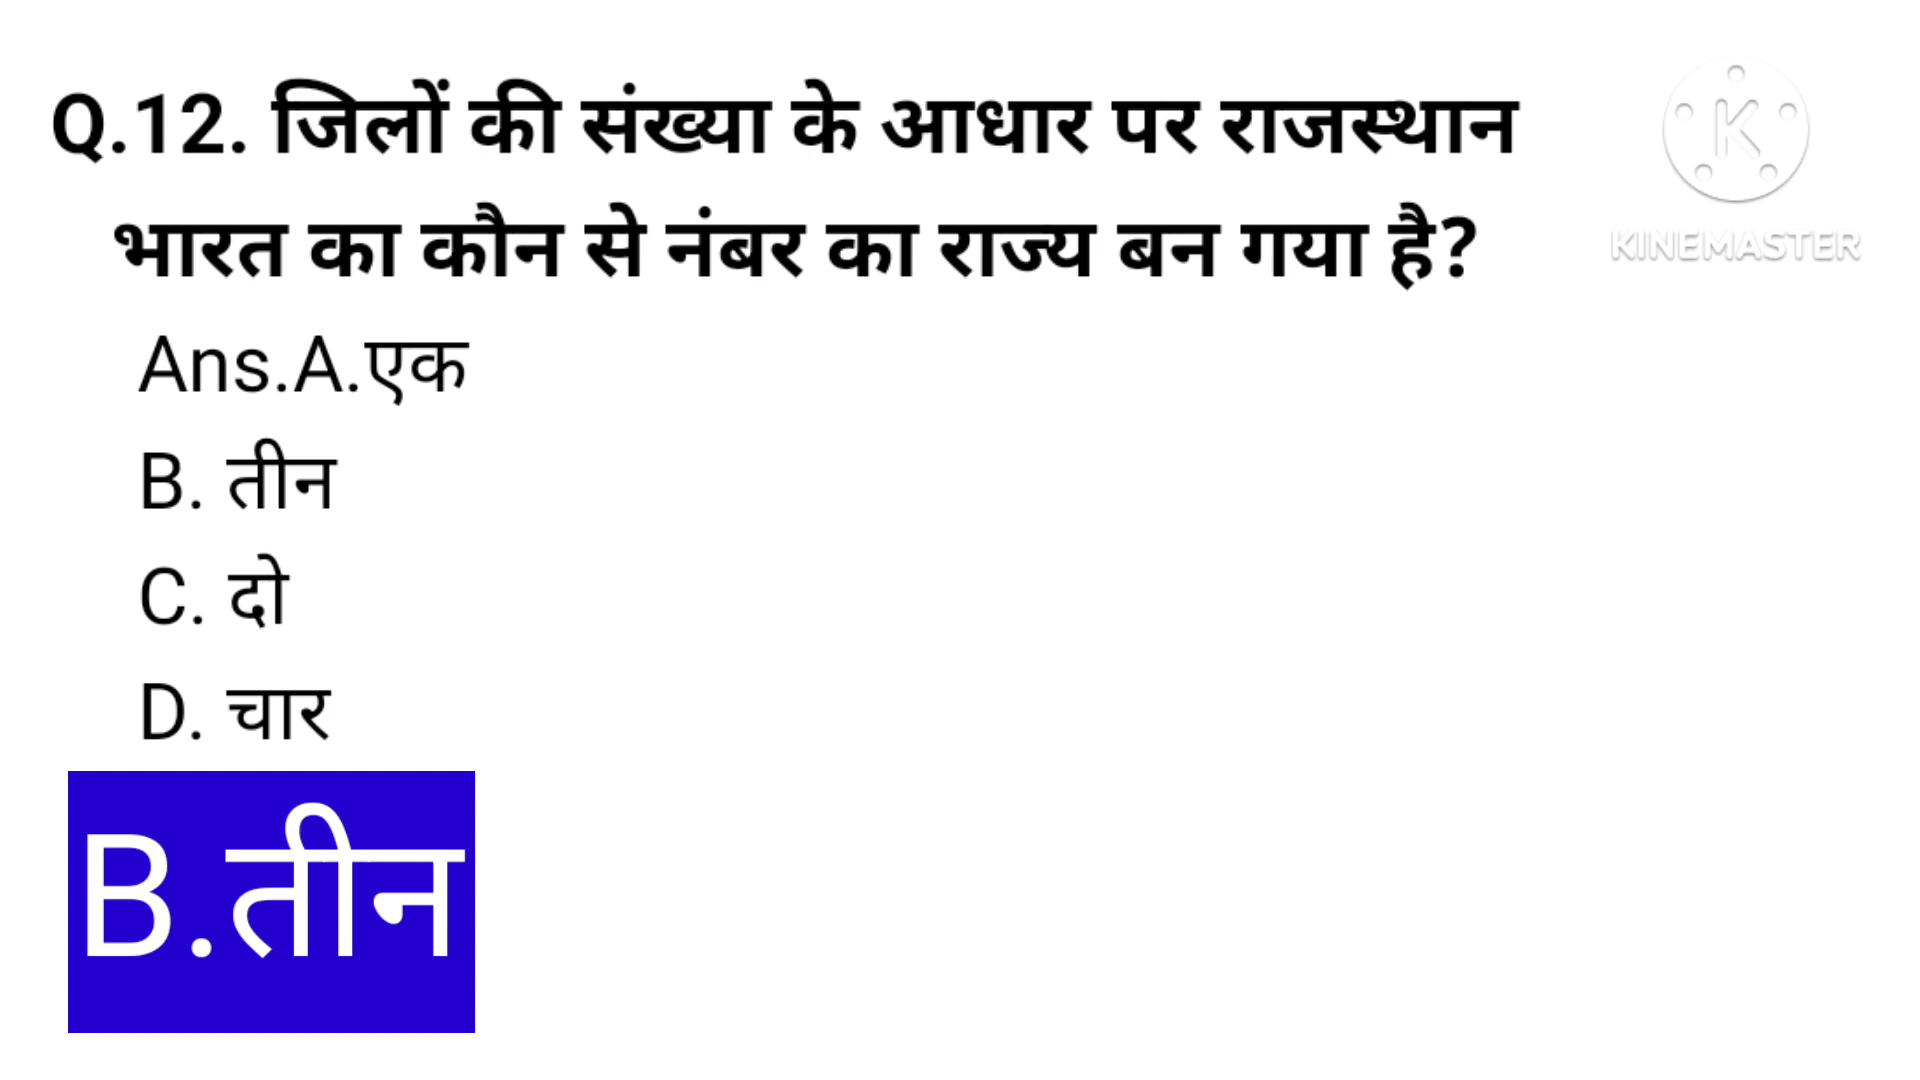 Q.12. जिलों की संख्या के आधार पर राजस्थान
भारत का कौन से नंबर का राज्य बन गया है?
Ans.A.एक
B. तीन
C. दो
D. चार
B.तीन
K
KINEMASTER